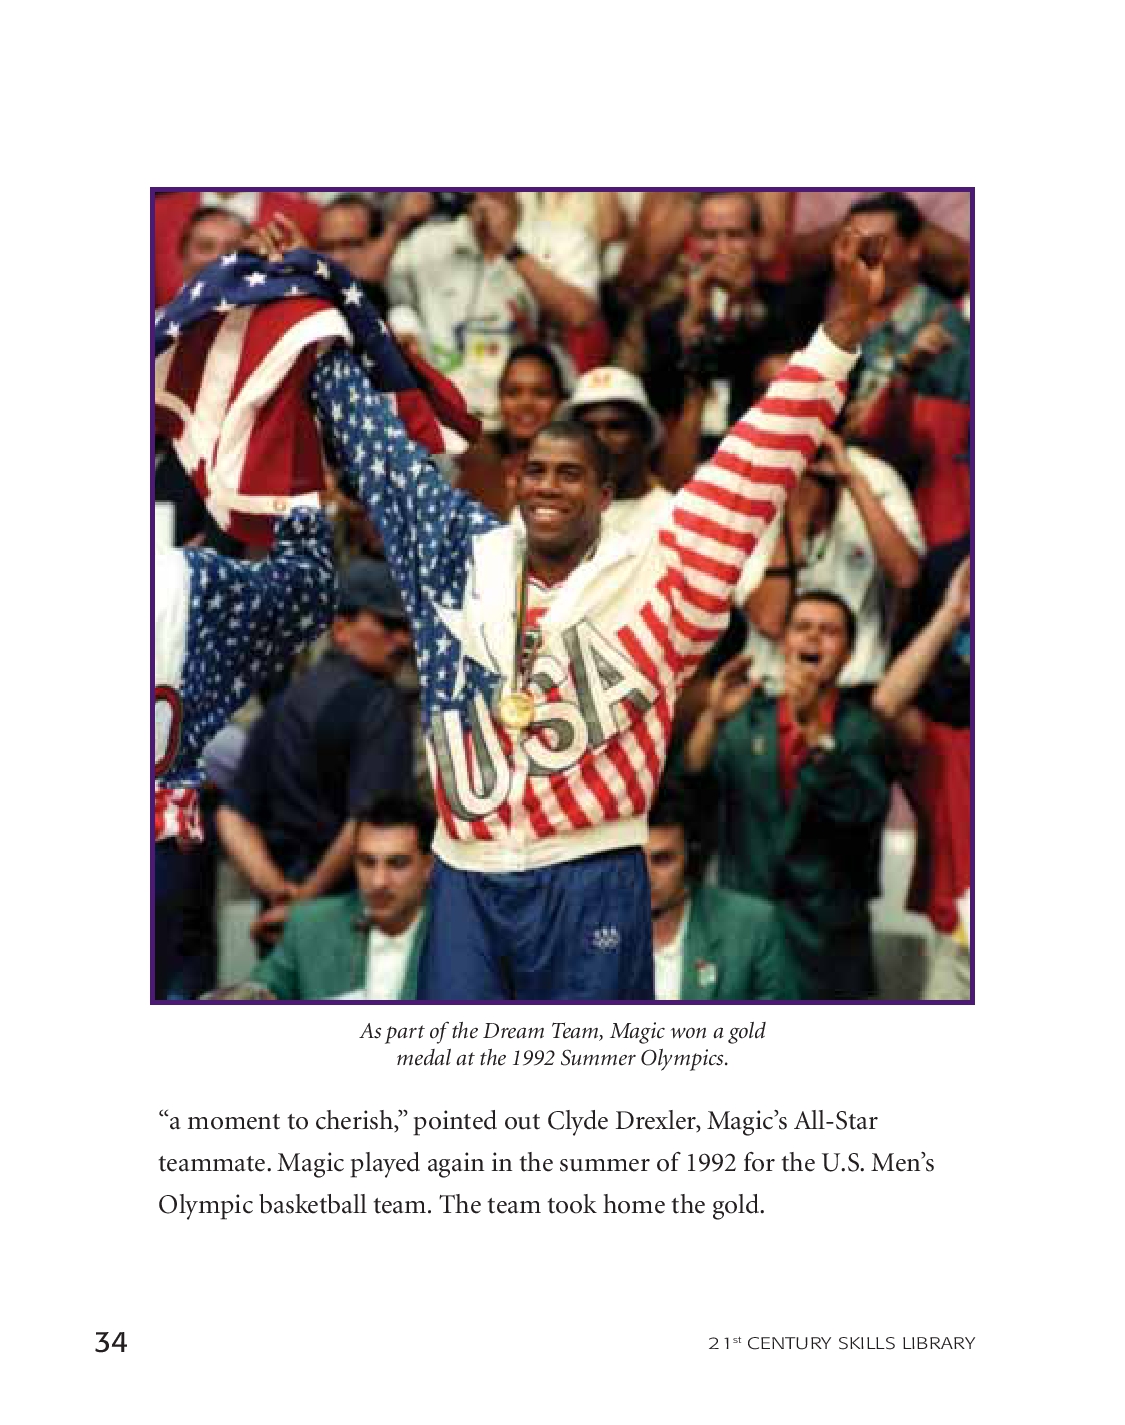 USA
As part of the Dream Team, Magic won a gold
medal at the 1992 Summer Olympics.
“a moment to cherish,” pointed out Clyde Drexler, Magic’s All-Star
teammate. Magic played again in the summer of 1992 for the U.S. Men’s
Olympic basketball team. The team took home the gold.
34
21st CENTURY SKILLS LIBRARY